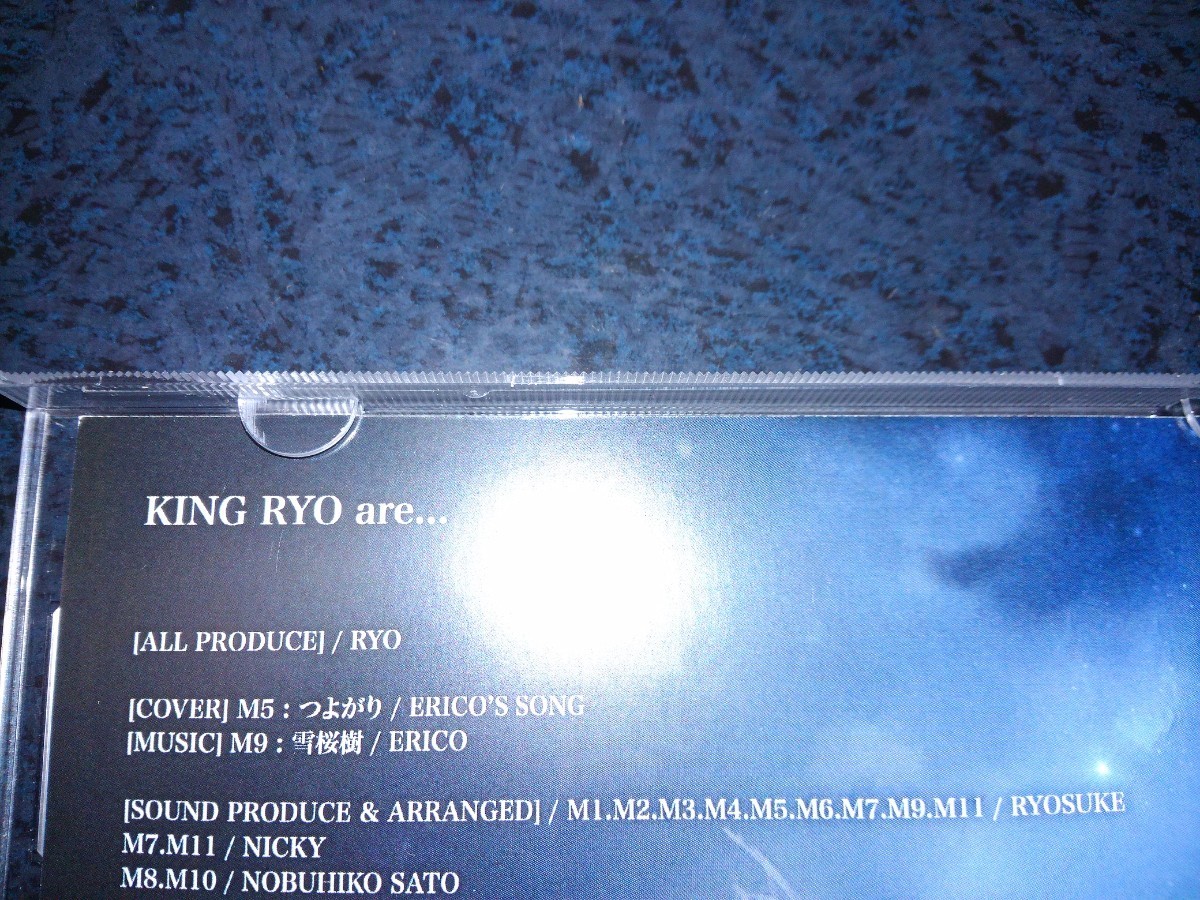 KING RYO are...
[ALL PRODUCE] / RYO
[COVER] M5 : つよがり / ERICO'S SONG
[MUSIC] M9 : 雪桜樹 / ERICO
[SOUND PRODUCE & ARRANGED] / M1.M2.M3.M4.M5.M6.M7.M9.M11 / RYOSUKE
M7.M11 / NICKY
M8.M10 / NOBUHIKO SATO